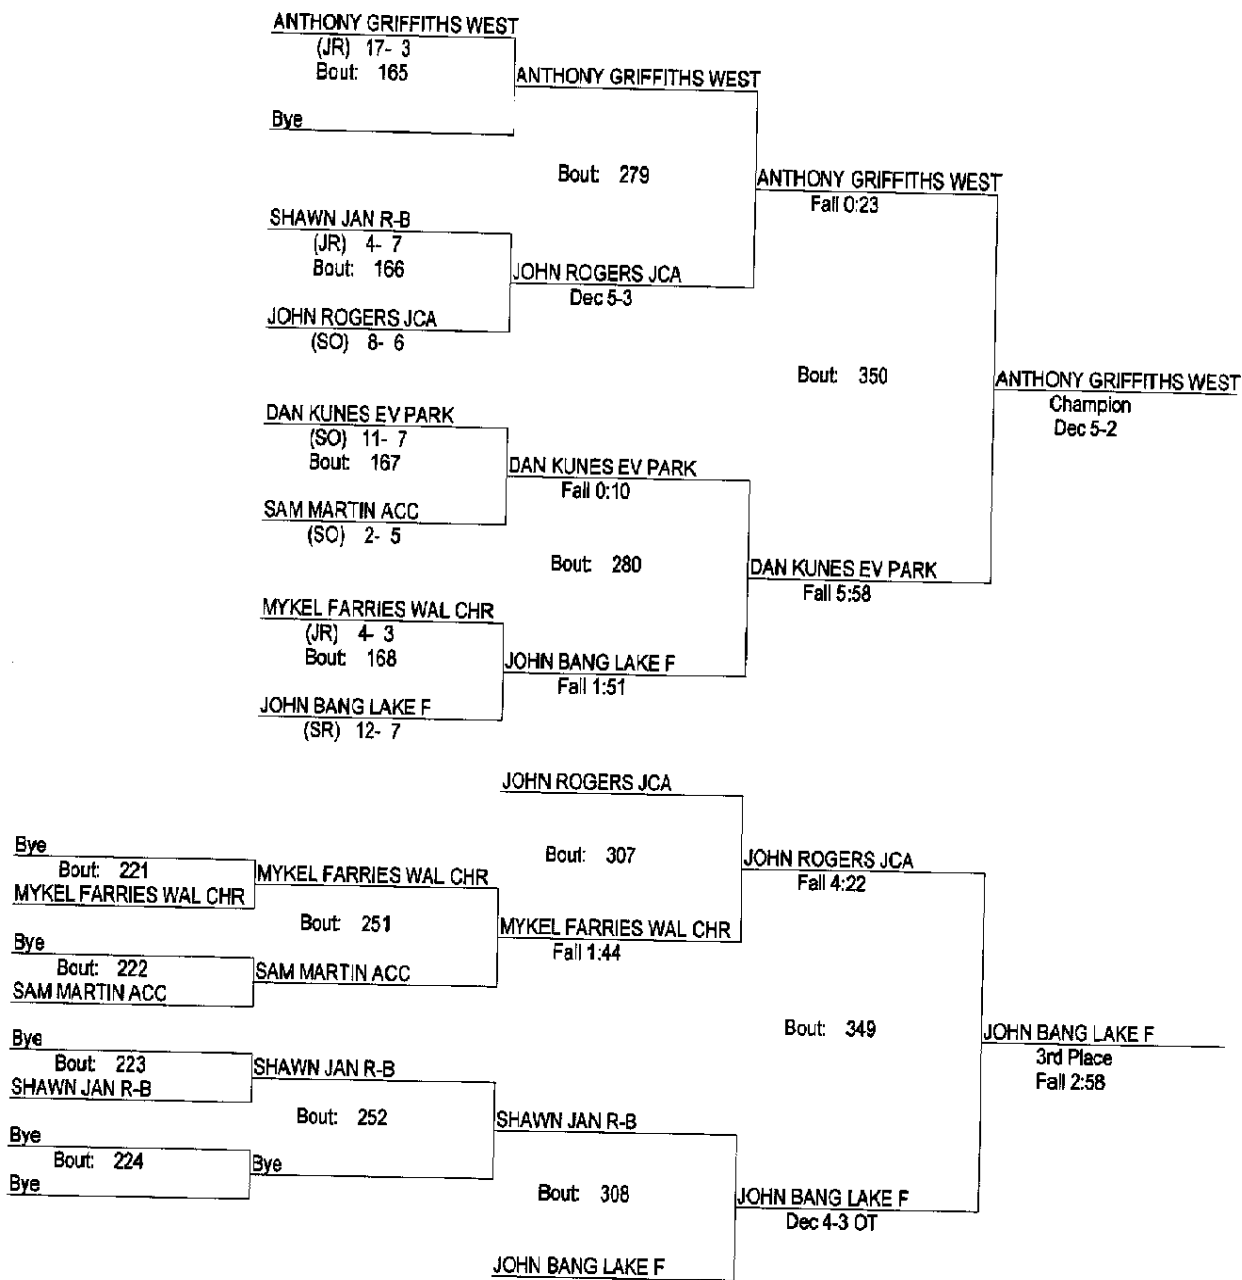 ANTHONY GRIFFITHS WEST
(JR) 17- 3
Bout: 165
ANTHONY GRIFFITHS WEST
Bye
Bout: 279
ANTHONY GRIFFITHS WEST
Fall 0:23
SHAWN JAN R-B
(JR) 4- 7
Bout: 166
JOHN ROGERS JCA
Dec 5-3
JOHN ROGERS JCA
(SO) 8- 6
Bout: 350
ANTHONY GRIFFITHS WEST
Champion
Dec 5-2
DAN KUNES EV PARK
(SO) 11- 7
Bout: 167
DAN KUNES EV PARK
Fall 0:10
SAM MARTIN ACC
(SO) 2- 5
Bout: 280
DAN KUNES EV PARK
Fall 5:58
MYKEL FARRIES WAL CHR
(JR) 4- 3
Bout: 168
JOHN BANG LAKE F
Fall 1:51
JOHN BANG LAKE F
(SR) 12- 7
JOHN ROGERS JCA
Bout: 307
JOHN ROGERS JCA
Fall 4:22
Bye
Bout: 221
MYKEL FARRIES WAL CHR
MYKEL FARRIES WAL CHR
Bout: 251
MYKEL FARRIES WAL CHR
Fall 1:44
Bye
Bout: 222
SAM MARTIN ACC
SAM MARTIN ACC
Bout: 349
JOHN BANG LAKE F
3rd Place
Fall 2:58
Bye
Bout: 223
SHAWN JAN R-B
SHAWN JAN R-B
Bout: 252
SHAWN JAN R-B
Bye
Bout: 224
Bye
Bye
Bout: 308
JOHN BANG LAKE F
Dec 4-3 OT
JOHN BANG LAKE F